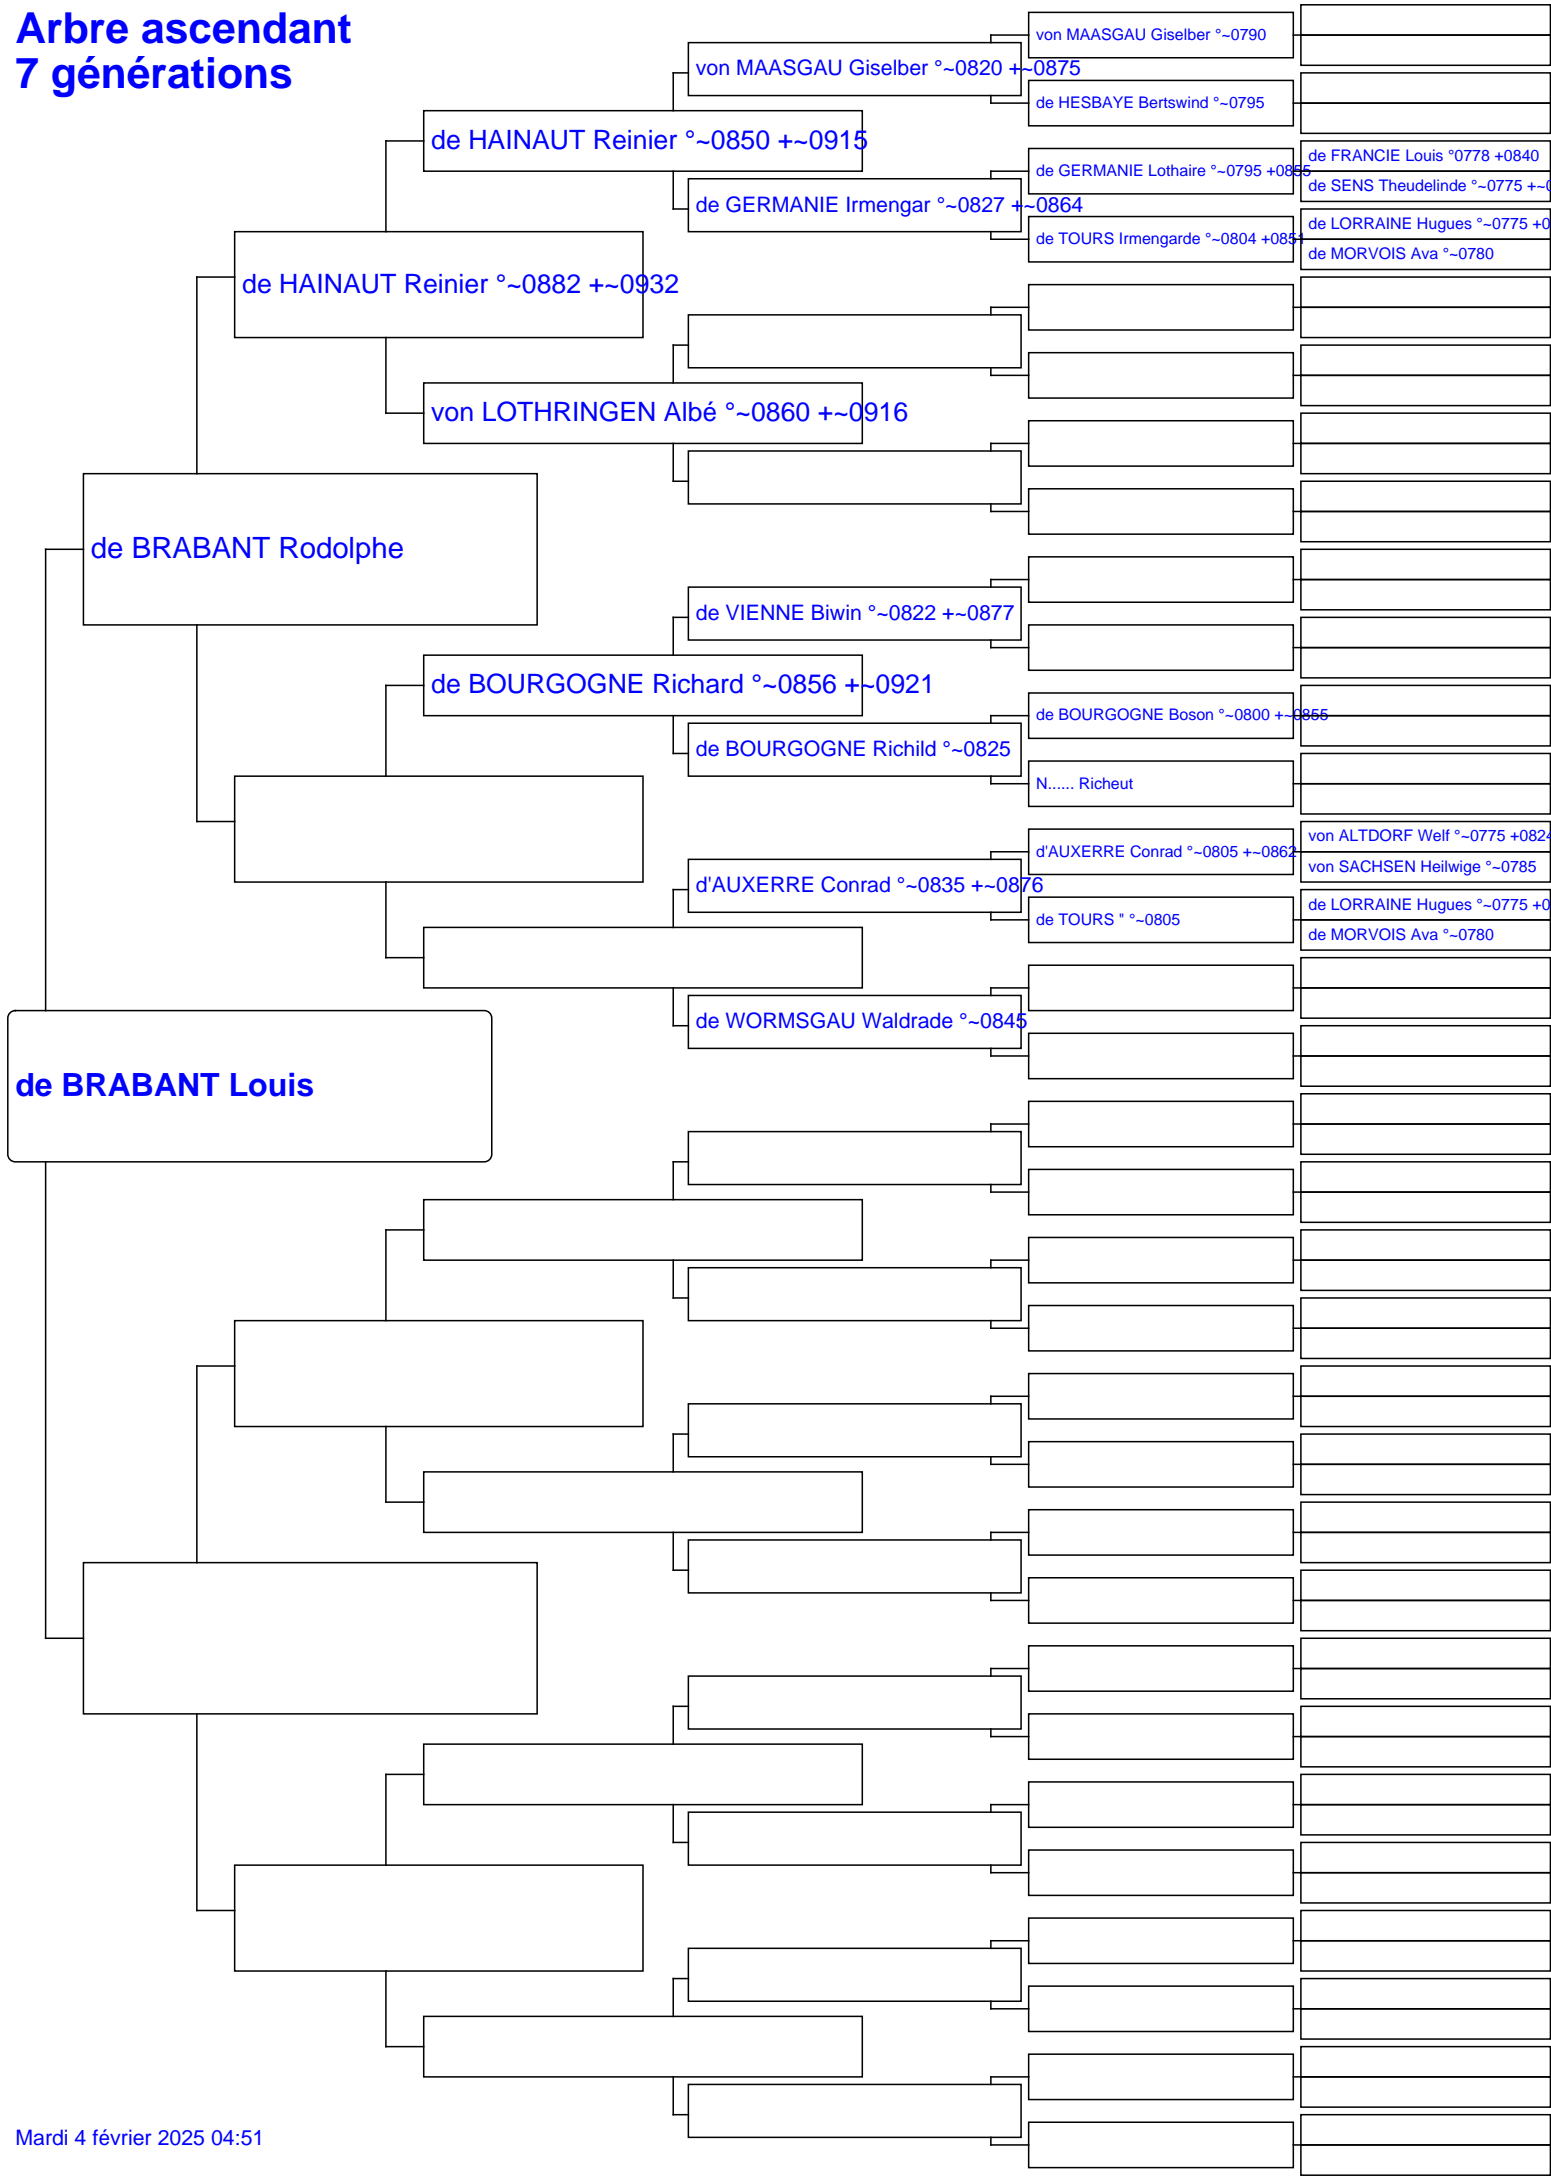 Arbre ascendant
7 générations
von MAASGAU Giselber °~0790
von MAASGAU Giselber °~0820 +~0875
de HESBAYE Bertswind °~0795
de HAINAUT Reinier °~0850 +~0915
de FRANCIE Louis °0778 +0840
de GERMANIE Lothaire °~0795 +0855
de SENS Theudelinde °~0775 +~0
de GERMANIE Irmengar °~0827 +~0864
de LORRAINE Hugues °~0775 +0
de TOURS Irmengarde °~0804 +0851
de MORVOIS Ava °~0780
de HAINAUT Reinier °~0882 +~0932
von LOTHRINGEN Albé °~0860 +~0916
de BRABANT Rodolphe
de VIENNE Biwin °~0822 +~0877
de BOURGOGNE Richard °~0856 +~0921
de BOURGOGNE Boson °~0800 +~0855
de BOURGOGNE Richild °~0825
N...... Richeut
von ALTDORF Welf °~0775 +0824
d'AUXERRE Conrad °~0805 +~0862
von SACHSEN Heilwige °~0785
d'AUXERRE Conrad °~0835 +~0876
de LORRAINE Hugues °~0775 +0
de TOURS " °~0805
de MORVOIS Ava °~0780
de WORMSGAU Waldrade °~0845
de BRABANT Louis
Mardi 4 février 2025 04:51